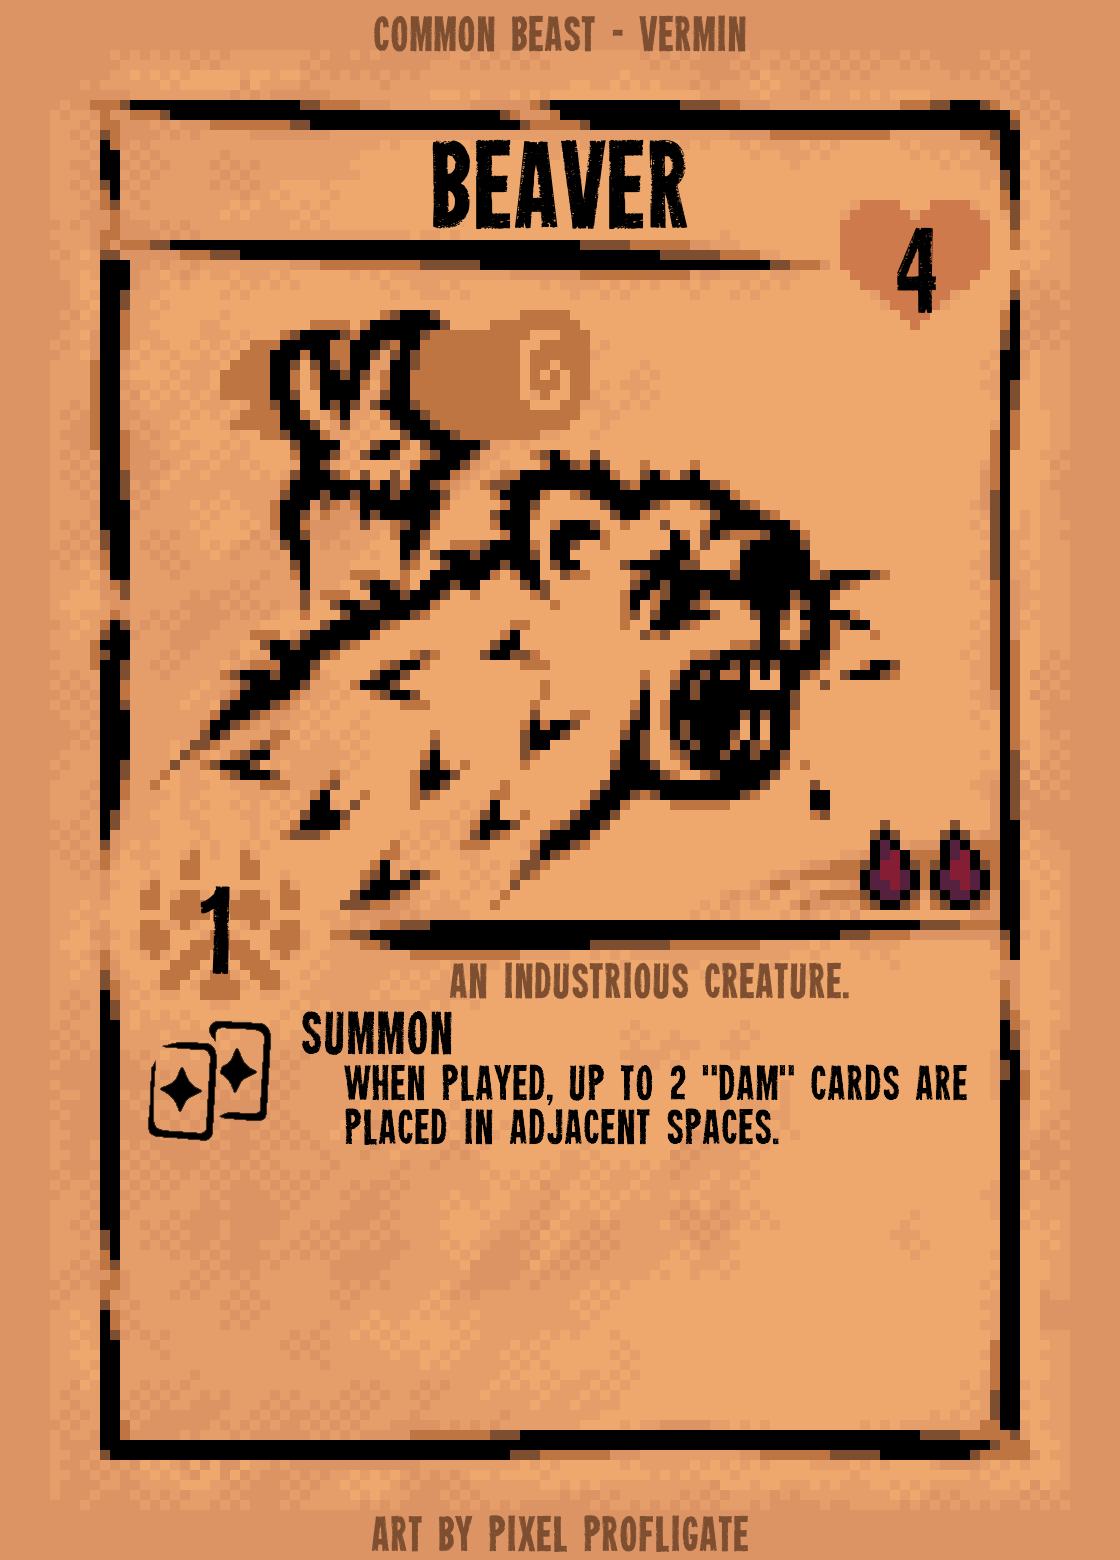 COMMON BEAST - VERMIN
BEAVER
4
1
AN INDUSTRIOUS CREATURE.
SUMMON
WHEN PLAYED, UP TO 2 "DAM" CARDS ARE
PLACED IN ADJACENT SPACES.
ART BY PIXEL PROFLIGATE